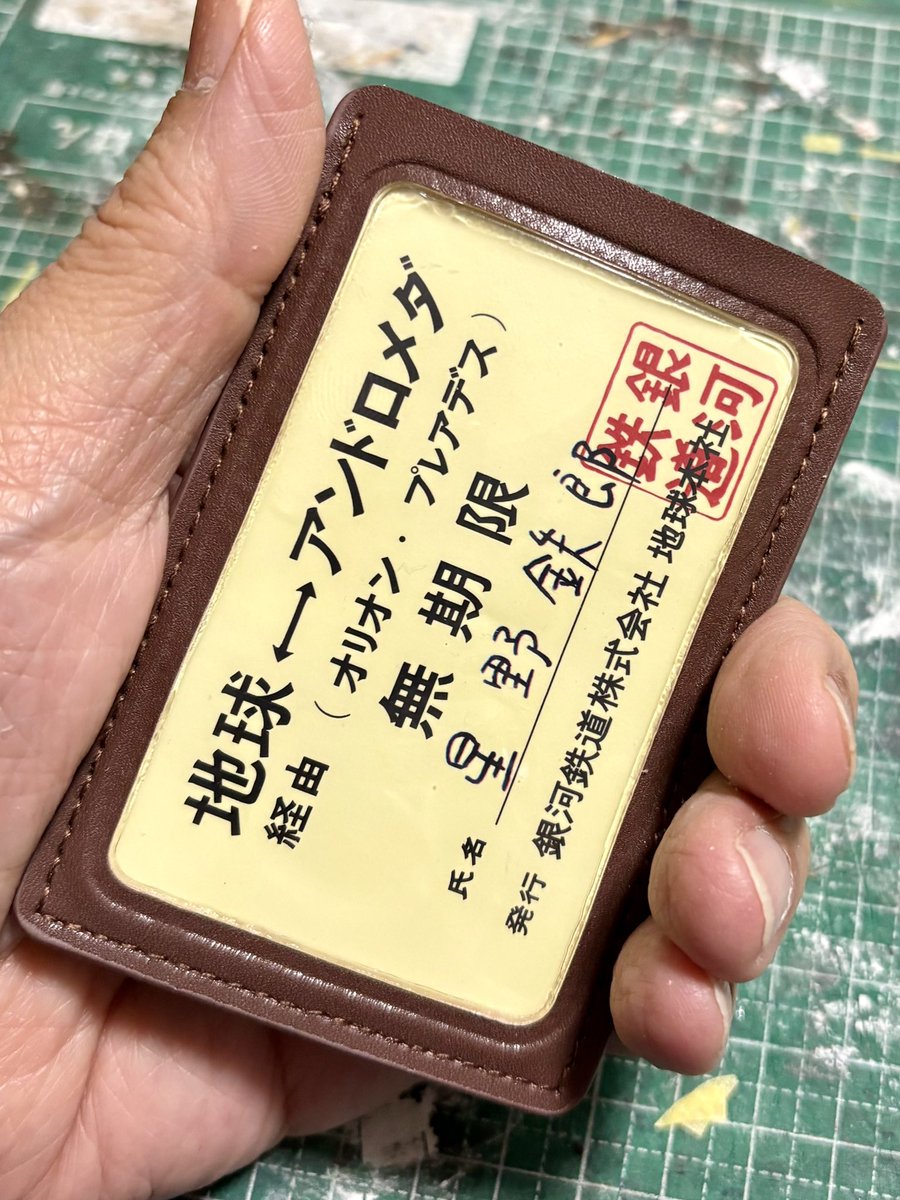 地球⟷アンドロメダ
経由（オリオン・プレアデス）
無期限
氏名 星野鉄郎
発行 銀河鉄道株式会社 地球本社
銀河
鉄道